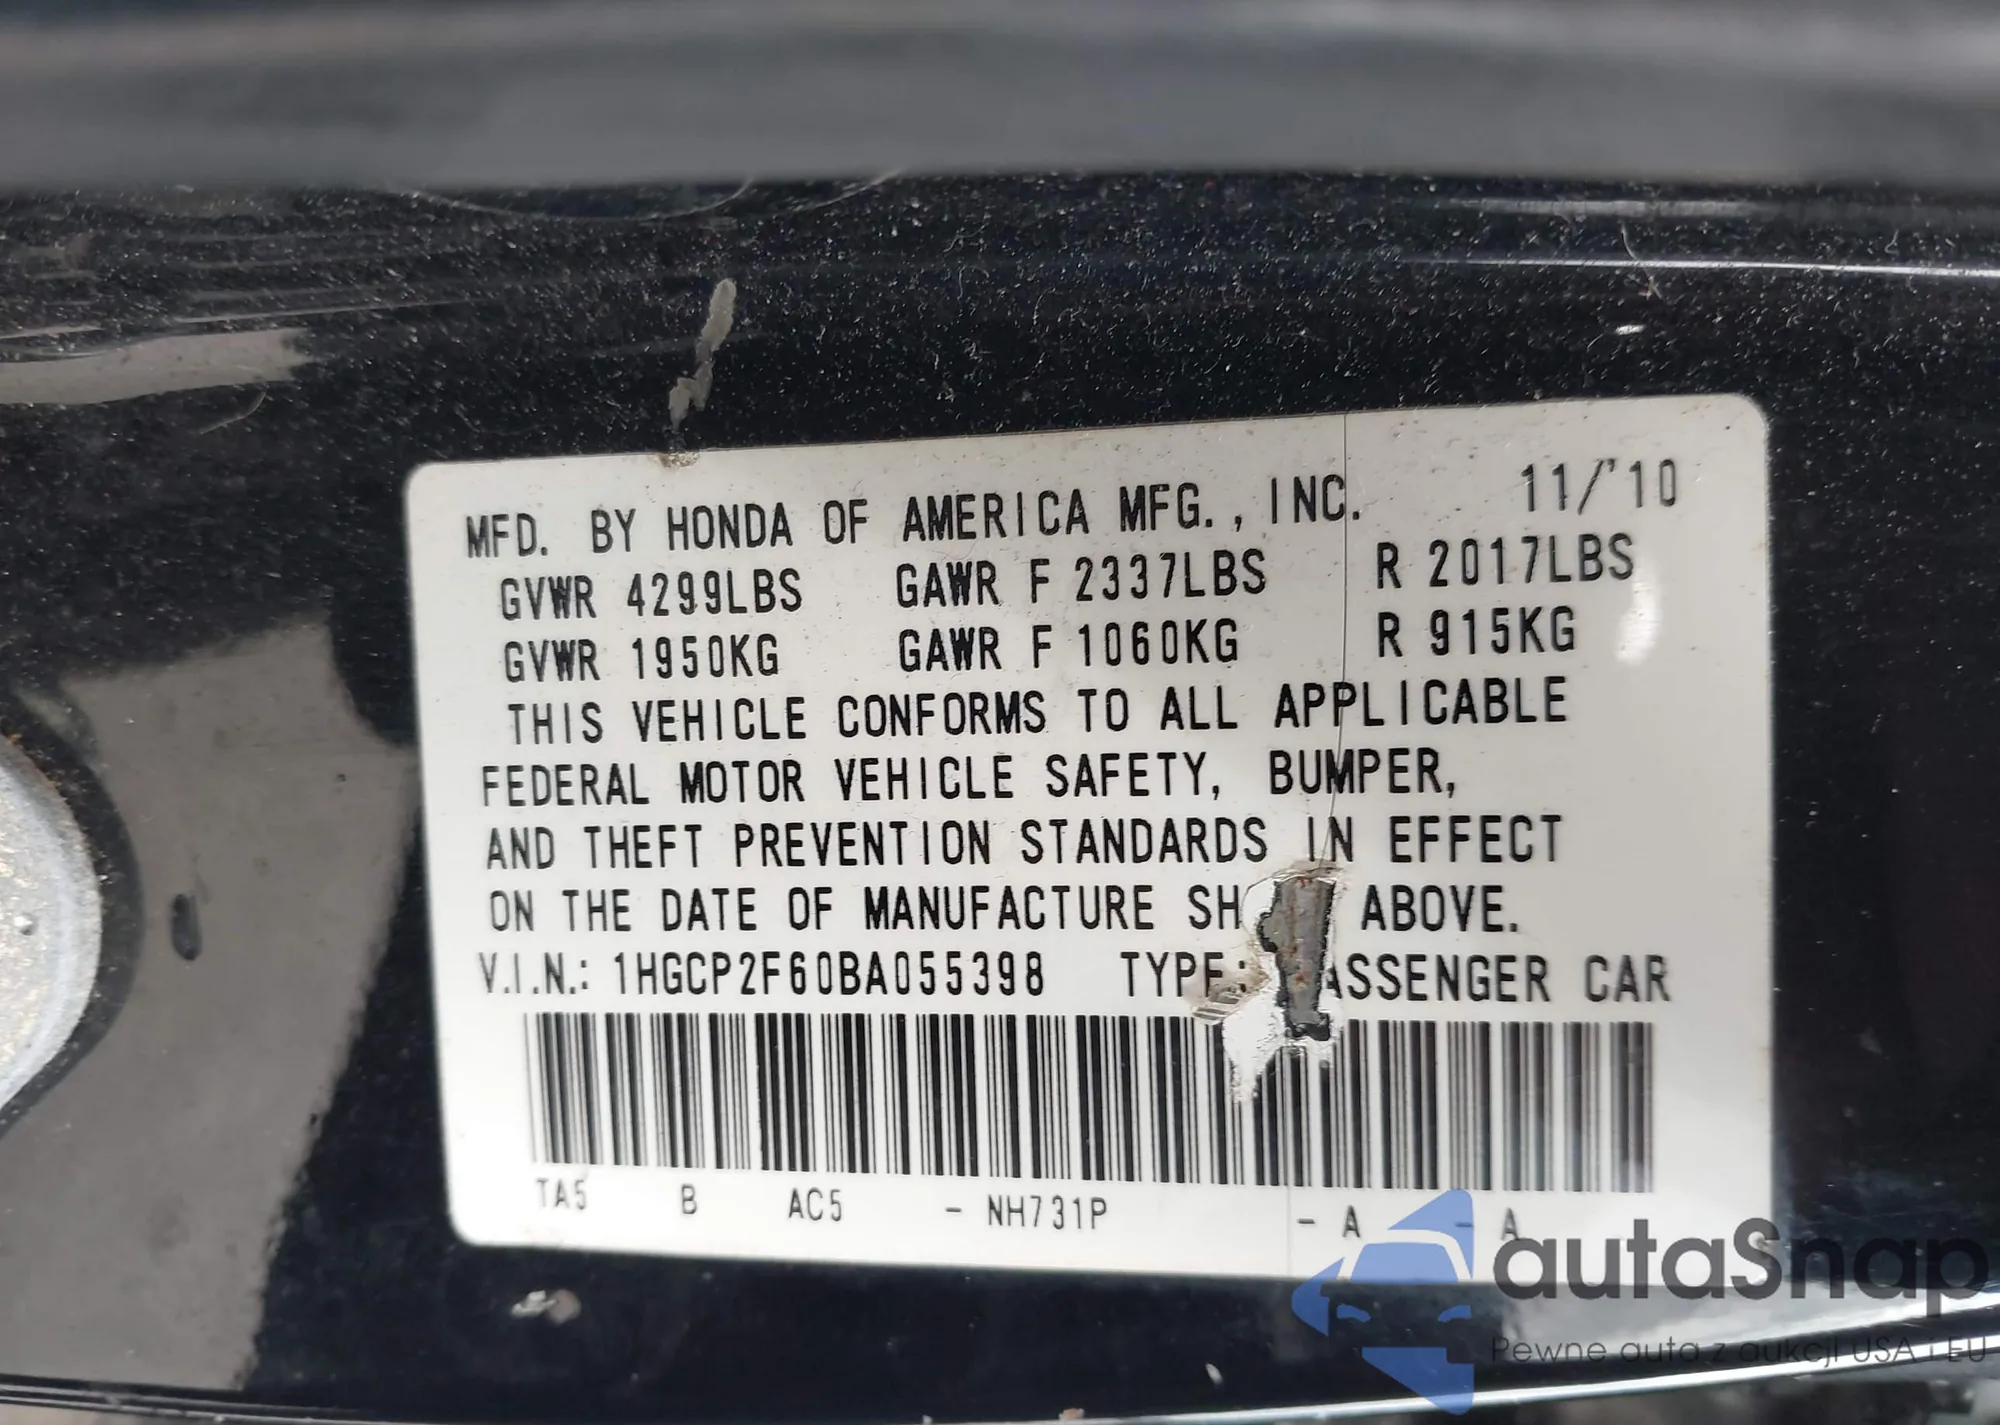 MFD. BY HONDA OF AMERICA MFG., INC. 11/'10
GVWR 4299LBS GAWR F 2337LBS R 2017LBS
GVWR 1950KG GAWR F 1060KG R 915KG
THIS VEHICLE CONFORMS TO ALL APPLICABLE
FEDERAL MOTOR VEHICLE SAFETY, BUMPER,
AND THEFT PREVENTION STANDARDS IN EFFECT
ON THE DATE OF MANUFACTURE SH ABOVE.
V.I.N.: 1HGCP2F60BA055398 TYPE: ASSENGER CAR
TA5 B AC5 - NH731P - A - A
autaSnap
Pewne auta z aukcji USA i EU